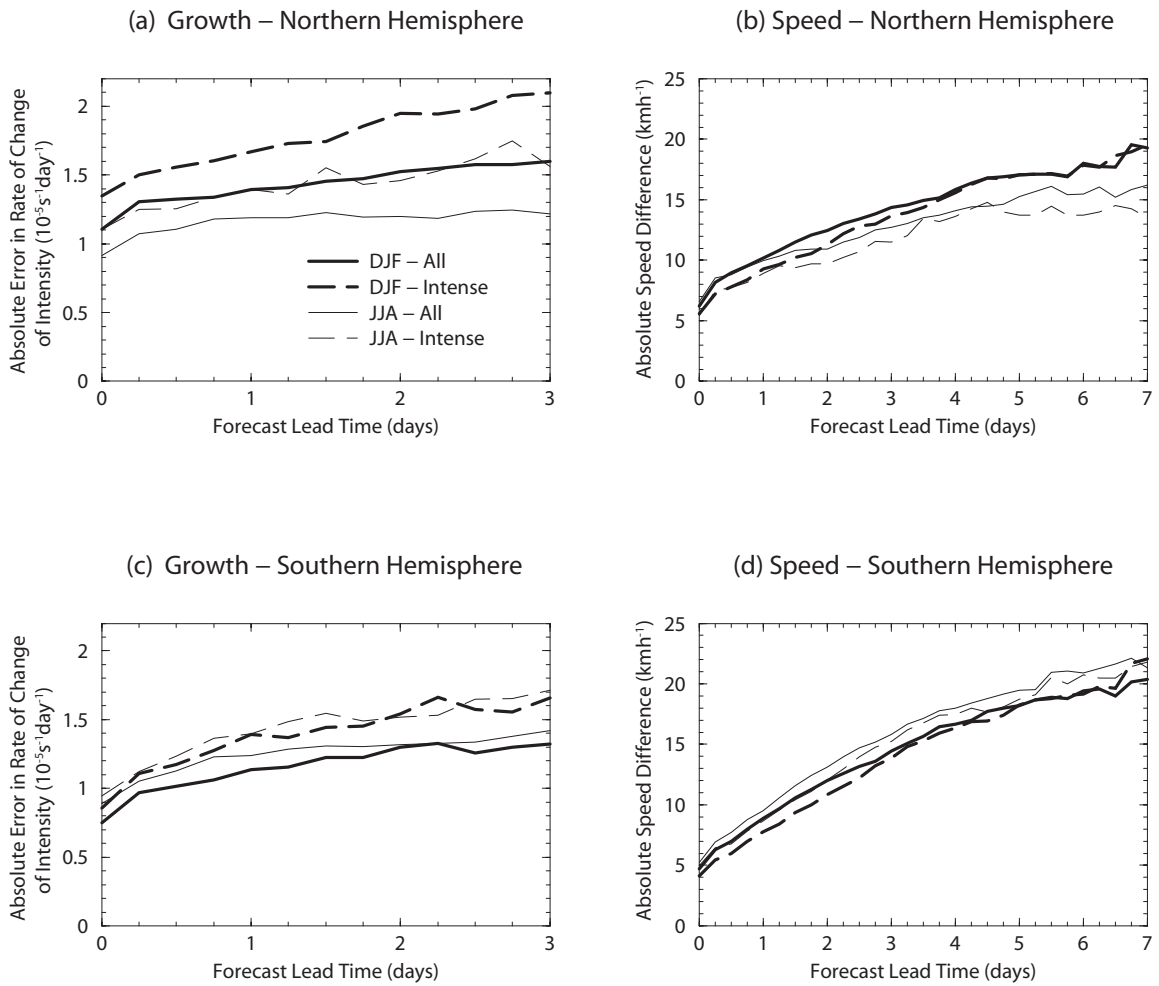 (a) Growth – Northern Hemisphere
Absolute Error in Rate of Change
of Intensity (10⁻⁵s⁻¹day⁻¹)
2
1.5
1
0.5
0
DJF – All
DJF – Intense
JJA – All
JJA – Intense
0 1 2 3
Forecast Lead Time (days)
(b) Speed – Northern Hemisphere
Absolute Speed Difference (kmh⁻¹)
25
20
15
10
5
0
0 1 2 3 4 5 6 7
Forecast Lead Time (days)
(c) Growth – Southern Hemisphere
Absolute Error in Rate of Change
of Intensity (10⁻⁵s⁻¹day⁻¹)
2
1.5
1
0.5
0
0 1 2 3
Forecast Lead Time (days)
(d) Speed – Southern Hemisphere
Absolute Speed Difference (kmh⁻¹)
25
20
15
10
5
0
0 1 2 3 4 5 6 7
Forecast Lead Time (days)